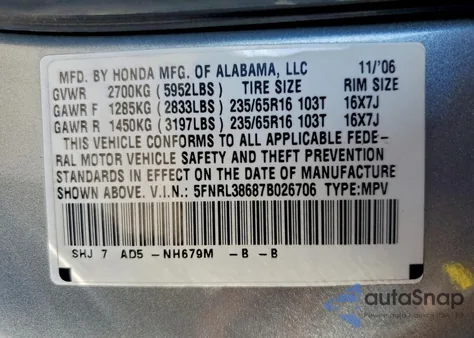 MFD. BY HONDA MFG. OF ALABAMA, LLC 11/'06
GVWR 2700KG (5952LBS) TIRE SIZE RIM SIZE
GAWR F 1285KG (2833LBS) 235/65R16 103T 16X7J
GAWR R 1450KG (3197LBS) 235/65R16 103T 16X7J
THIS VEHICLE CONFORMS TO ALL APPLICABLE FEDE-
RAL MOTOR VEHICLE SAFETY AND THEFT PREVENTION
STANDARDS IN EFFECT ON THE DATE OF MANUFACTURE
SHOWN ABOVE. V.I.N.: 5FNRL38687B026706 TYPE:MPV
SHJ 7 AD5 -NH679M -B -B
autoSnap